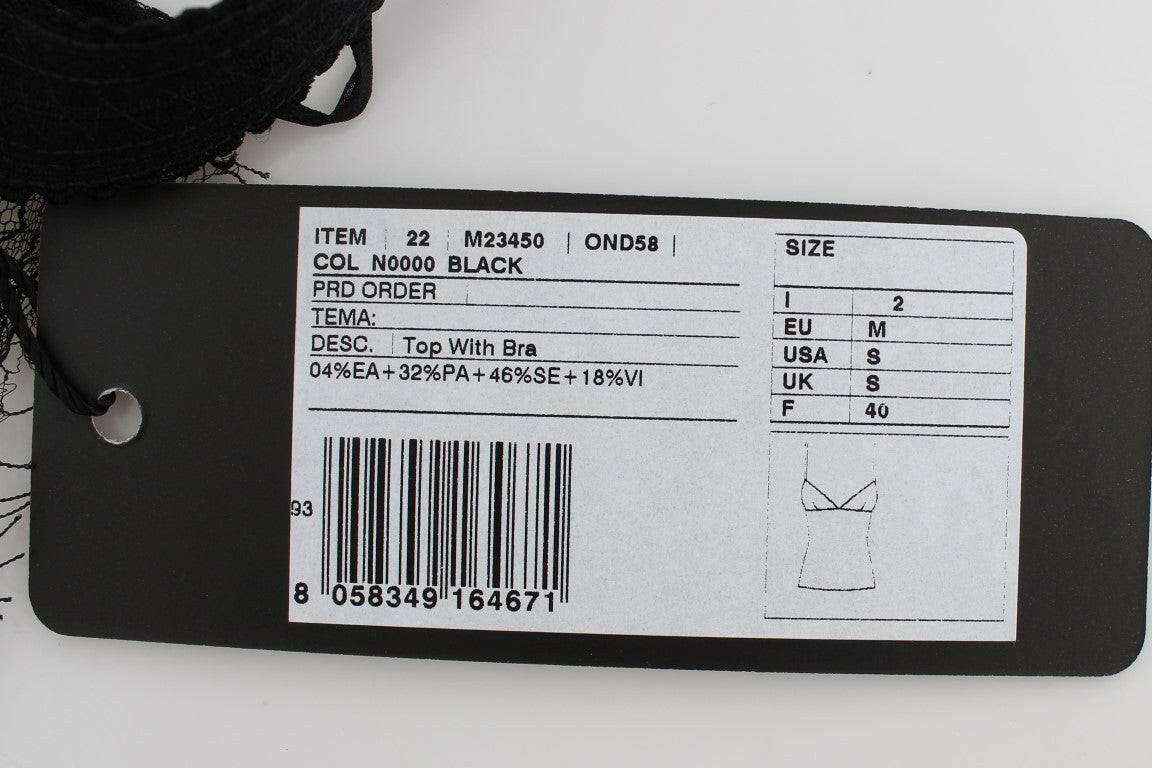 ITEM 22 M23450 OND58
COL N0000 BLACK
PRD ORDER
TEMA:
DESC. Top With Bra
04%EA+32%PA+46%SE+18%VI
93
8 058349 164671
SIZE
I 2
EU M
USA S
UK S
F 40